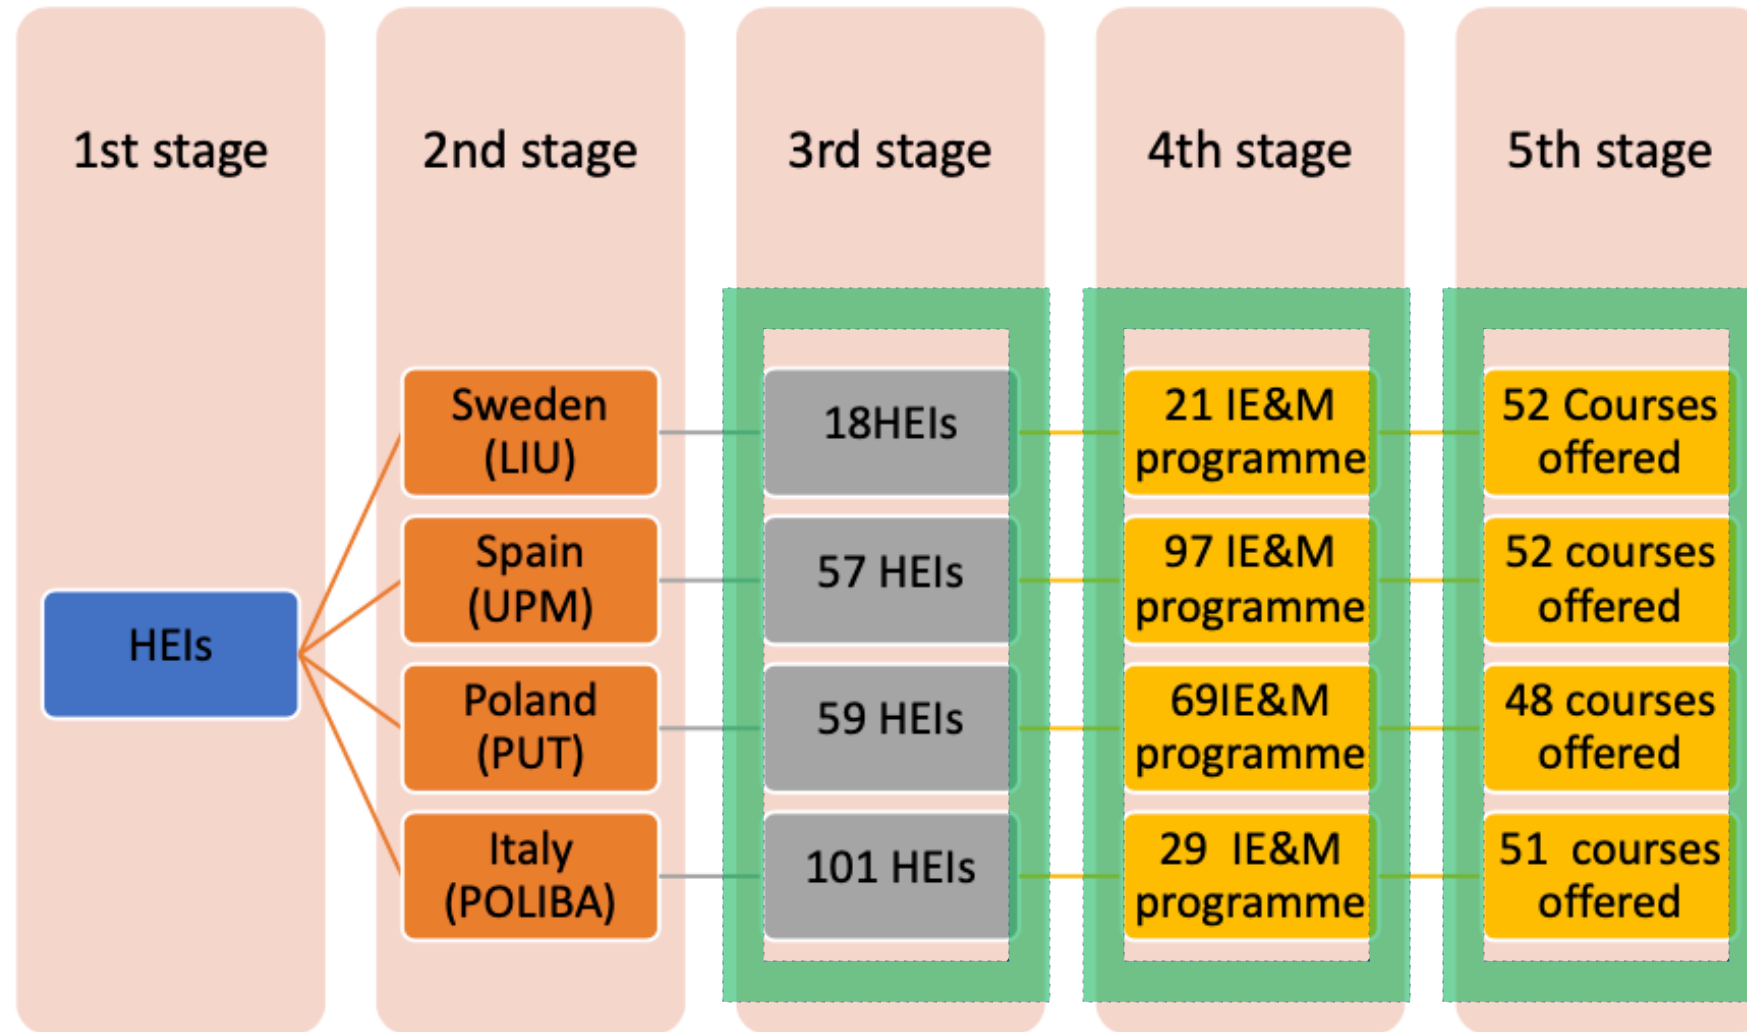 1st stage
2nd stage
3rd stage
4th stage
5th stage
HEIs
Sweden
(LIU)
18HEIs
21 IE&M
programme
52 Courses
offered
Spain
(UPM)
57 HEIs
97 IE&M
programme
52 courses
offered
Poland
(PUT)
59 HEIs
69IE&M
programme
48 courses
offered
Italy
(POLIBA)
101 HEIs
29  IE&M
programme
51  courses
offered